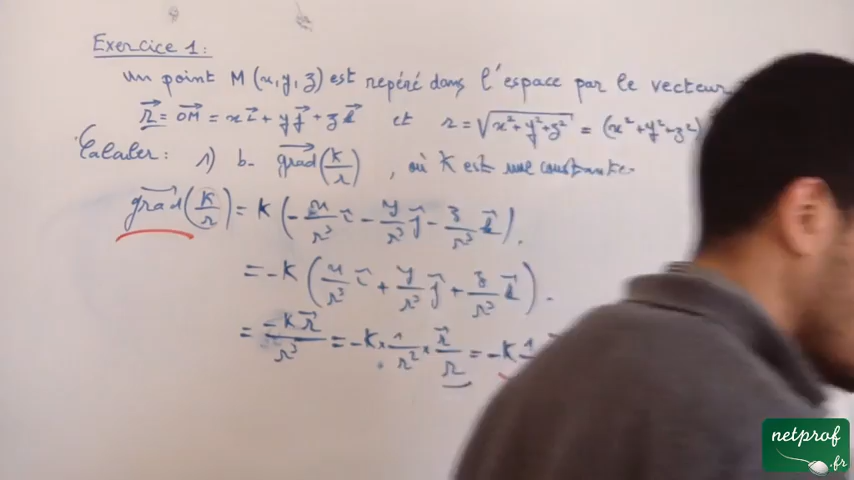 Exercice 1:
un point M(x,y,z) est repéré dans l'espace par le vecteur
r⃗ = OM⃗ = x i⃗ + y j⃗ + z k⃗ et r = √(x²+y²+z²) = (x²+y²+z²)
Calculer: 1) b- grad⃗(K/r), où K est une constante.
grad⃗(K/r) = K(-x/r³ i⃗ - y/r³ j⃗ - z/r³ k⃗).
= -K(x/r³ i⃗ + y/r³ j⃗ + z/r³ k⃗).
= -K r⃗/r³ = -K × 1/r² × r⃗/r = -K 1
netprof
.fr